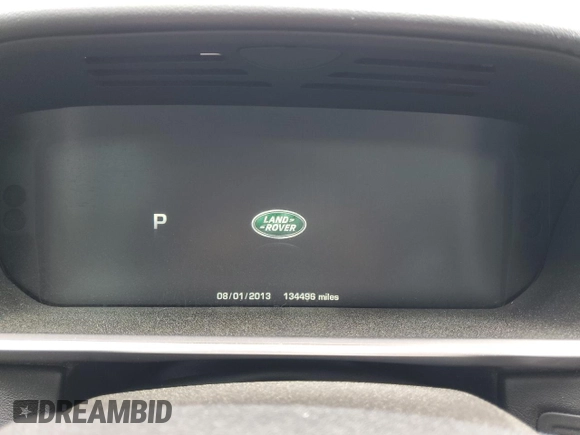 P
LAND
ROVER
08/01/2013 134496 miles
DREAMBID